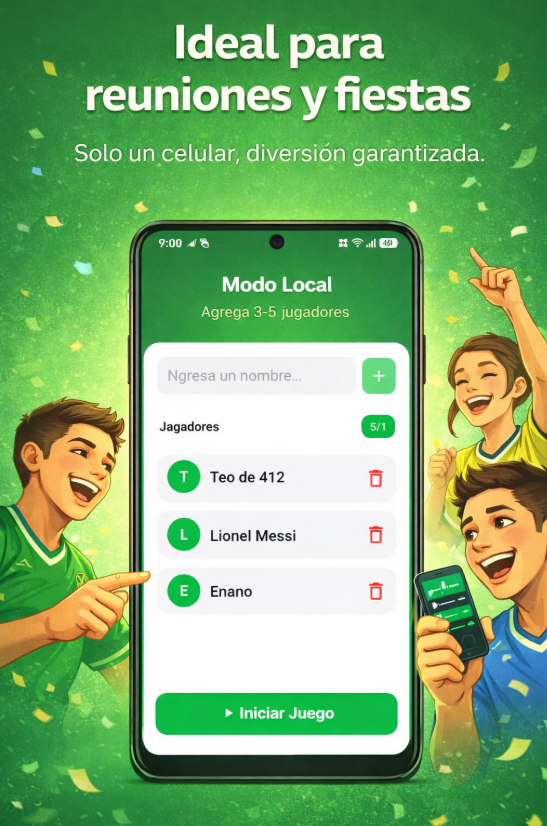 Ideal para
reuniones y fiestas
Solo un celular, diversión garantizada.
9:00
Modo Local
Agrega 3-5 jugadores
Ngresa un nombre...
+
Jagadores
5/1
T
Teo de 412
L
Lionel Messi
E
Enano
Iniciar Juego